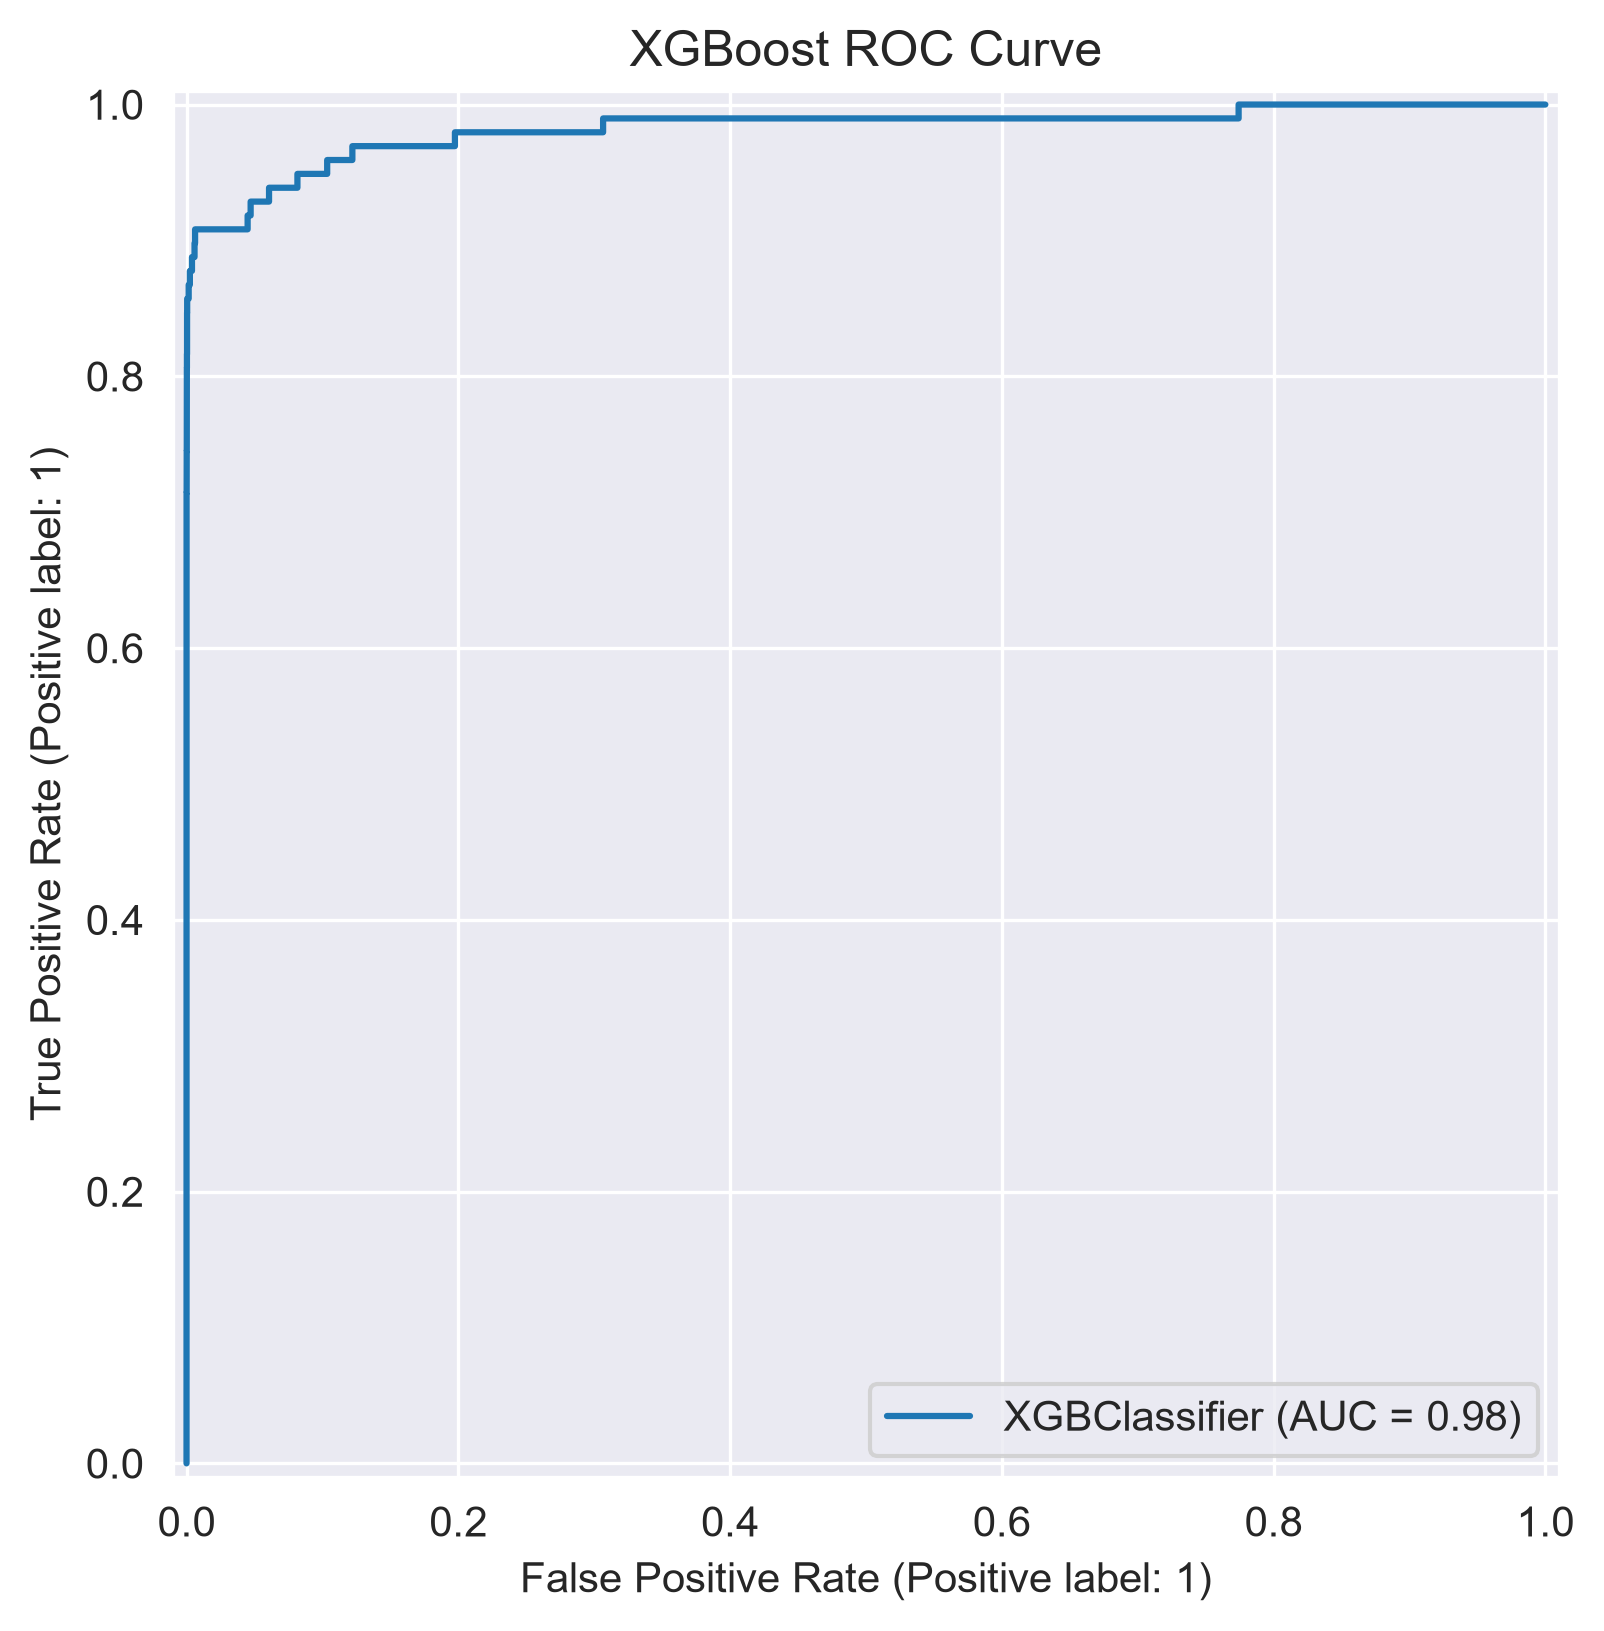 XGBoost ROC Curve
1.0
0.8
0.6
0.4
0.2
0.0
True Positive Rate (Positive label: 1)
XGBClassifier (AUC = 0.98)
0.0 0.2 0.4 0.6 0.8 1.0
False Positive Rate (Positive label: 1)